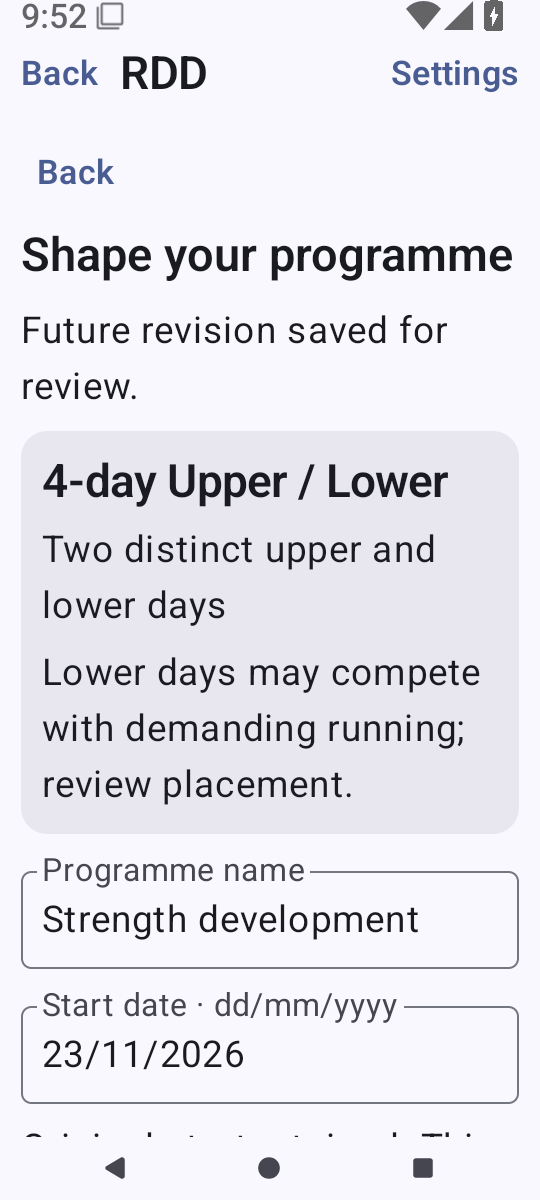 9:52
Back RDD Settings
Back
Shape your programme
Future revision saved for
review.
4-day Upper / Lower
Two distinct upper and
lower days
Lower days may compete
with demanding running;
review placement.
Programme name
Strength development
Start date · dd/mm/yyyy
23/11/2026